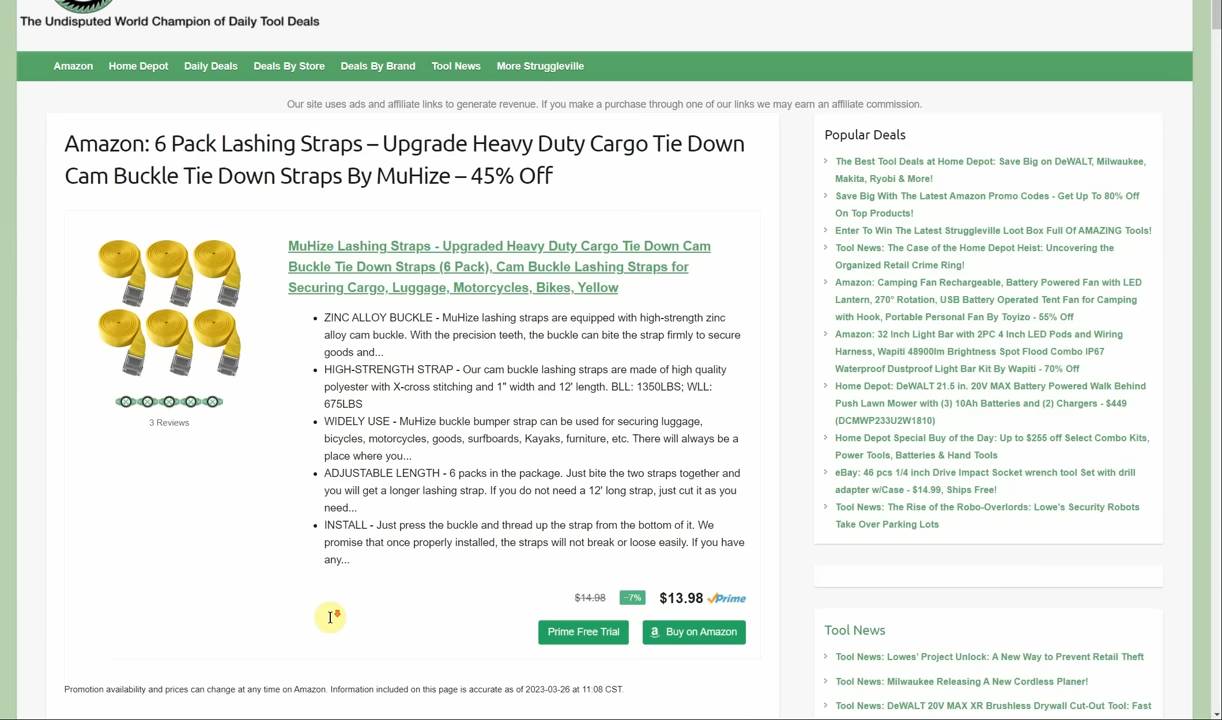 The Undisputed World Champion of Daily Tool Deals
Amazon Home Depot Daily Deals Deals By Store Deals By Brand Tool News More Struggleville
Our site uses ads and affiliate links to generate revenue. If you make a purchase through one of our links we may earn an affiliate commission.
Amazon: 6 Pack Lashing Straps – Upgrade Heavy Duty Cargo Tie Down
Cam Buckle Tie Down Straps By MuHize – 45% Off
MuHize Lashing Straps - Upgraded Heavy Duty Cargo Tie Down Cam
Buckle Tie Down Straps (6 Pack), Cam Buckle Lashing Straps for
Securing Cargo, Luggage, Motorcycles, Bikes, Yellow
3 Reviews
• ZINC ALLOY BUCKLE - MuHize lashing straps are equipped with high-strength zinc
alloy cam buckle. With the precision teeth, the buckle can bite the strap firmly to secure
goods and...
• HIGH-STRENGTH STRAP - Our cam buckle lashing straps are made of high quality
polyester with X-cross stitching and 1" width and 12' length. BLL: 1350LBS; WLL:
675LBS
• WIDELY USE - MuHize buckle bumper strap can be used for securing luggage,
bicycles, motorcycles, goods, surfboards, Kayaks, furniture, etc. There will always be a
place where you...
• ADJUSTABLE LENGTH - 6 packs in the package. Just bite the two straps together and
you will get a longer lashing strap. If you do not need a 12' long strap, just cut it as you
need...
• INSTALL - Just press the buckle and thread up the strap from the bottom of it. We
promise that once properly installed, the straps will not break or loose easily. If you have
any...
$14.98 −7% $13.98 Prime
Prime Free Trial Buy on Amazon
Promotion availability and prices can change at any time on Amazon. Information included on this page is accurate as of 2023-03-26 at 11:08 CST.
Popular Deals
The Best Tool Deals at Home Depot: Save Big on DeWALT, Milwaukee,
Makita, Ryobi & More!
Save Big With The Latest Amazon Promo Codes - Get Up To 80% Off
On Top Products!
Enter To Win The Latest Struggleville Loot Box Full Of AMAZING Tools!
Tool News: The Case of the Home Depot Heist: Uncovering the
Organized Retail Crime Ring!
Amazon: Camping Fan Rechargeable, Battery Powered Fan with LED
Lantern, 270° Rotation, USB Battery Operated Tent Fan for Camping
with Hook, Portable Personal Fan By Toyizo - 55% Off
Amazon: 32 Inch Light Bar with 2PC 4 Inch LED Pods and Wiring
Harness, Wapiti 48900lm Brightness Spot Flood Combo IP67
Waterproof Dustproof Light Bar Kit By Wapiti - 70% Off
Home Depot: DeWALT 21.5 in. 20V MAX Battery Powered Walk Behind
Push Lawn Mower with (3) 10Ah Batteries and (2) Chargers - $449
(DCMWP233U2W1810)
Home Depot Special Buy of the Day: Up to $255 off Select Combo Kits,
Power Tools, Batteries & Hand Tools
eBay: 46 pcs 1/4 inch Drive Impact Socket wrench tool Set with drill
adapter w/Case - $14.99, Ships Free!
Tool News: The Rise of the Robo-Overlords: Lowe's Security Robots
Take Over Parking Lots
Tool News
Tool News: Lowes' Project Unlock: A New Way to Prevent Retail Theft
Tool News: Milwaukee Releasing A New Cordless Planer!
Tool News: DeWALT 20V MAX XR Brushless Drywall Cut-Out Tool: Fast